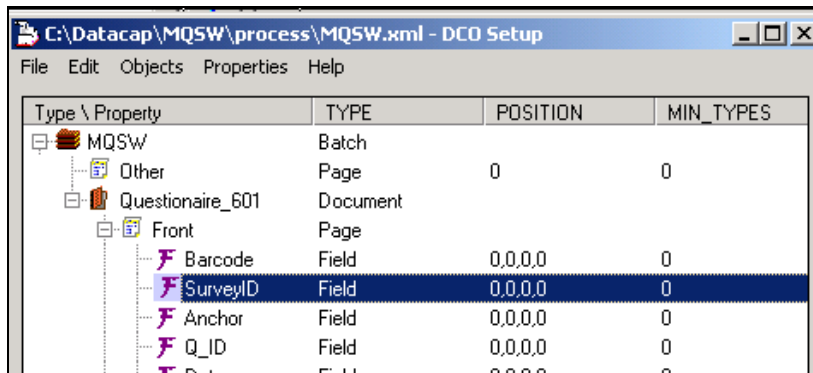 C:\Datacap\MQSW\process\MQSW.xml - DCO Setup
File Edit Objects Properties Help
Type \ Property TYPE POSITION MIN_TYPES
MQSW Batch
Other Page 0 0
Questionaire_601 Document
Front Page
Barcode Field 0,0,0,0 0
SurveyID Field 0,0,0,0 0
Anchor Field 0,0,0,0 0
Q_ID Field 0,0,0,0 0